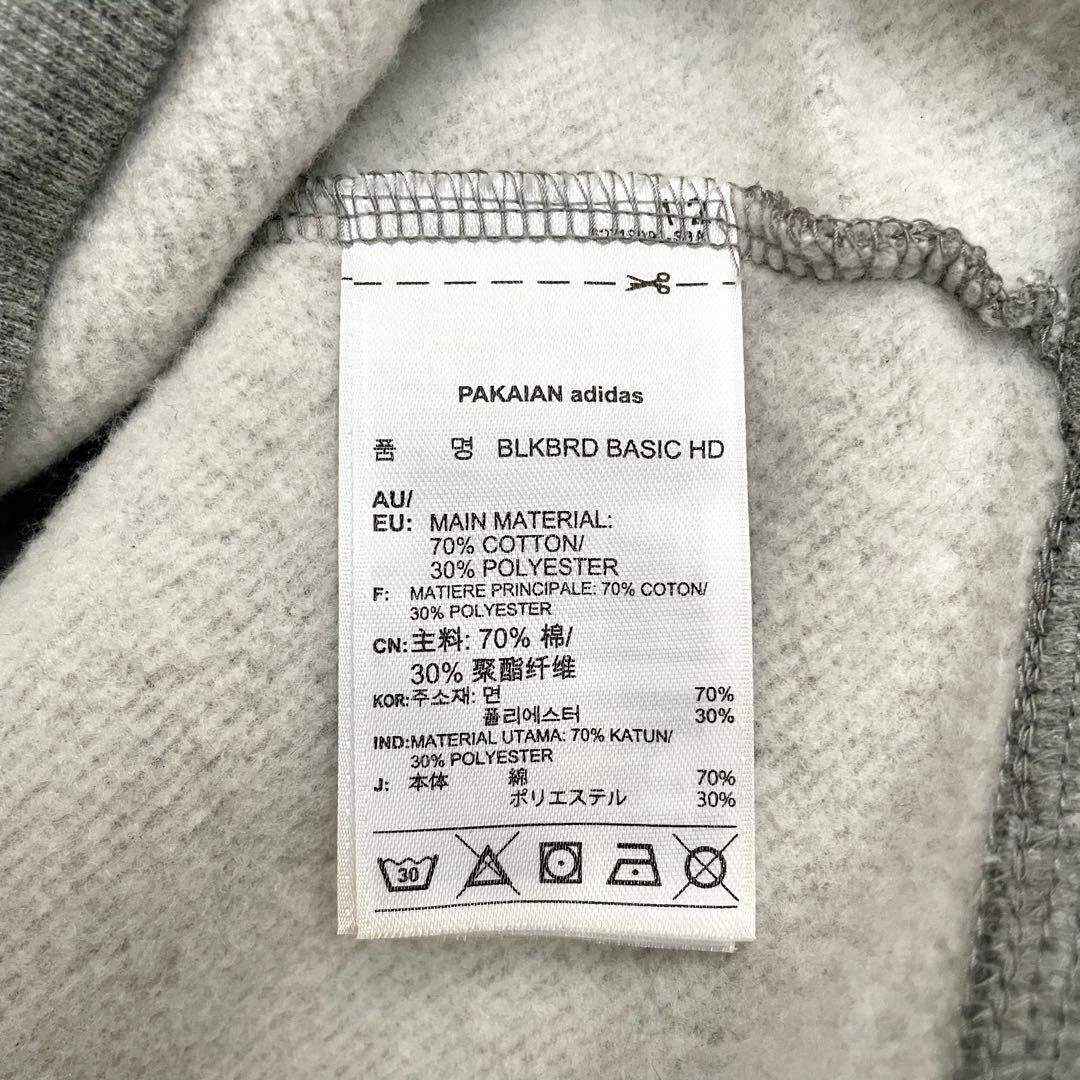 12
PAKAIAN adidas
품 명 BLKBRD BASIC HD
AU/
EU: MAIN MATERIAL:
70% COTTON/
30% POLYESTER
F: MATIERE PRINCIPALE: 70% COTON/
30% POLYESTER
CN: 主料: 70% 棉/
30% 聚酯纤维
KOR: 주소재: 면 70%
폴리에스터 30%
IND: MATERIAL UTAMA: 70% KATUN/
30% POLYESTER
J: 本体 綿 70%
ポリエステル 30%
30